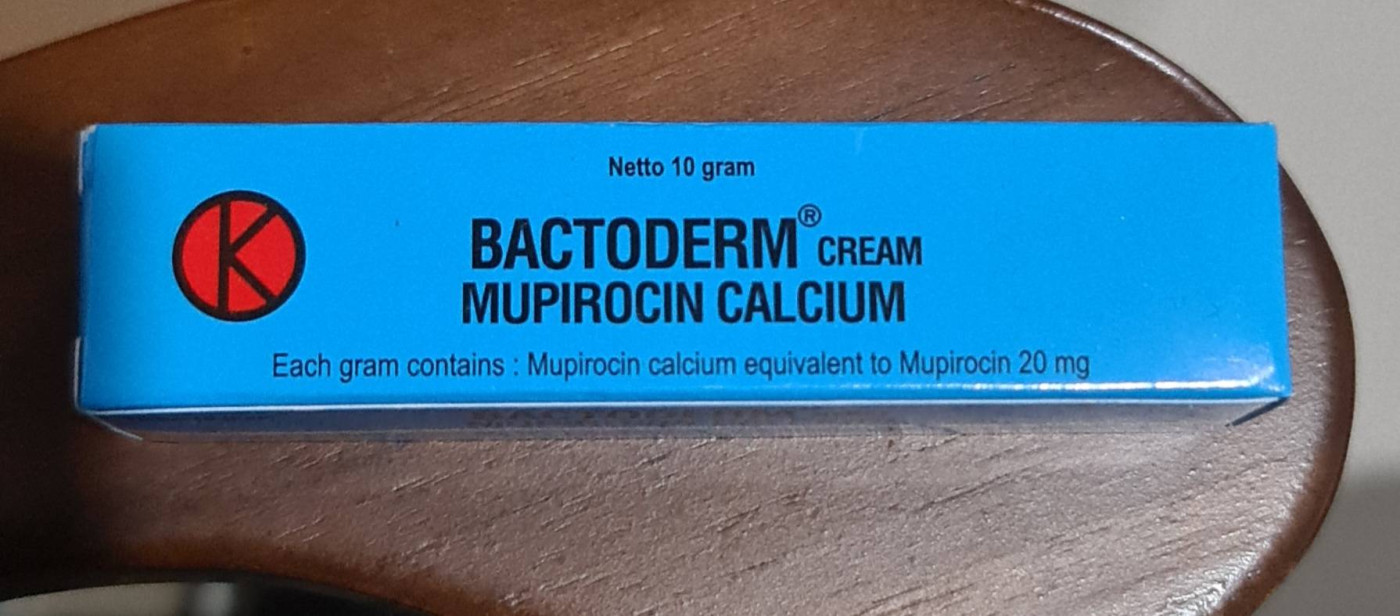 Netto 10 gram
K
BACTODERM® CREAM
MUPIROCIN CALCIUM
Each gram contains : Mupirocin calcium equivalent to Mupirocin 20 mg